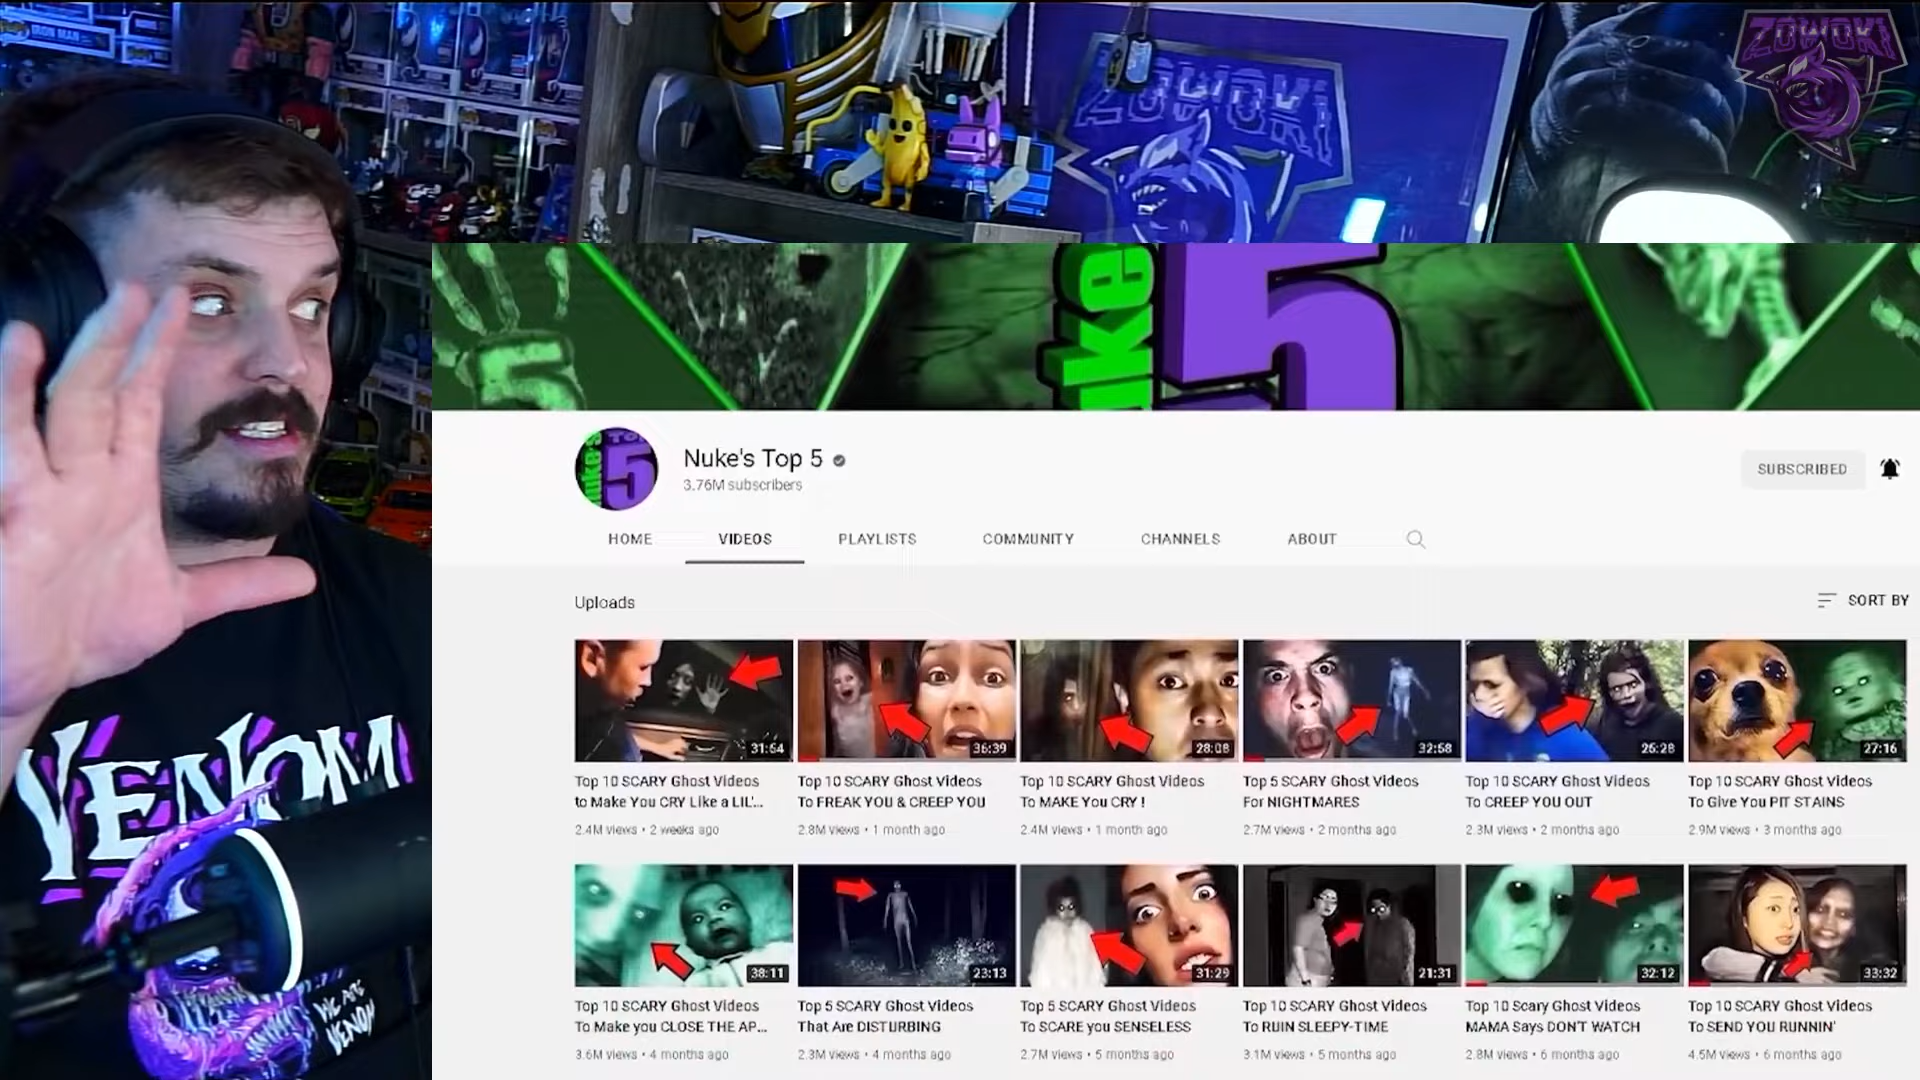 IRON MAN
ZOWOKI
ZOWOKI
uke's
5
5
Nuke's Top 5
3.76M subscribers
SUBSCRIBED
HOME
VIDEOS
PLAYLISTS
COMMUNITY
CHANNELS
ABOUT
Uploads
SORT BY
31:54
36:39
28:08
32:58
26:28
27:16
Top 10 SCARY Ghost Videos
to Make You CRY Like a LIL'...
2.4M views • 2 weeks ago
Top 10 SCARY Ghost Videos
To FREAK YOU & CREEP YOU
2.8M views • 1 month ago
Top 10 SCARY Ghost Videos
To MAKE You CRY !
2.4M views • 1 month ago
Top 5 SCARY Ghost Videos
For NIGHTMARES
2.7M views • 2 months ago
Top 10 SCARY Ghost Videos
To CREEP YOU OUT
2.3M views • 2 months ago
Top 10 SCARY Ghost Videos
To Give You PIT STAINS
2.9M views • 3 months ago
38:11
23:13
31:29
21:31
32:12
33:32
Top 10 SCARY Ghost Videos
To Make you CLOSE THE AP...
3.6M views • 4 months ago
Top 5 SCARY Ghost Videos
That Are DISTURBING
2.3M views • 4 months ago
Top 5 SCARY Ghost Videos
To SCARE you SENSELESS
2.7M views • 5 months ago
Top 10 SCARY Ghost Videos
To RUIN SLEEPY-TIME
3.1M views • 5 months ago
Top 10 Scary Ghost Videos
MAMA Says DON'T WATCH
2.8M views • 6 months ago
Top 10 SCARY Ghost Videos
To SEND YOU RUNNIN'
4.5M views • 6 months ago
VENOM
WE ARE
VENOM